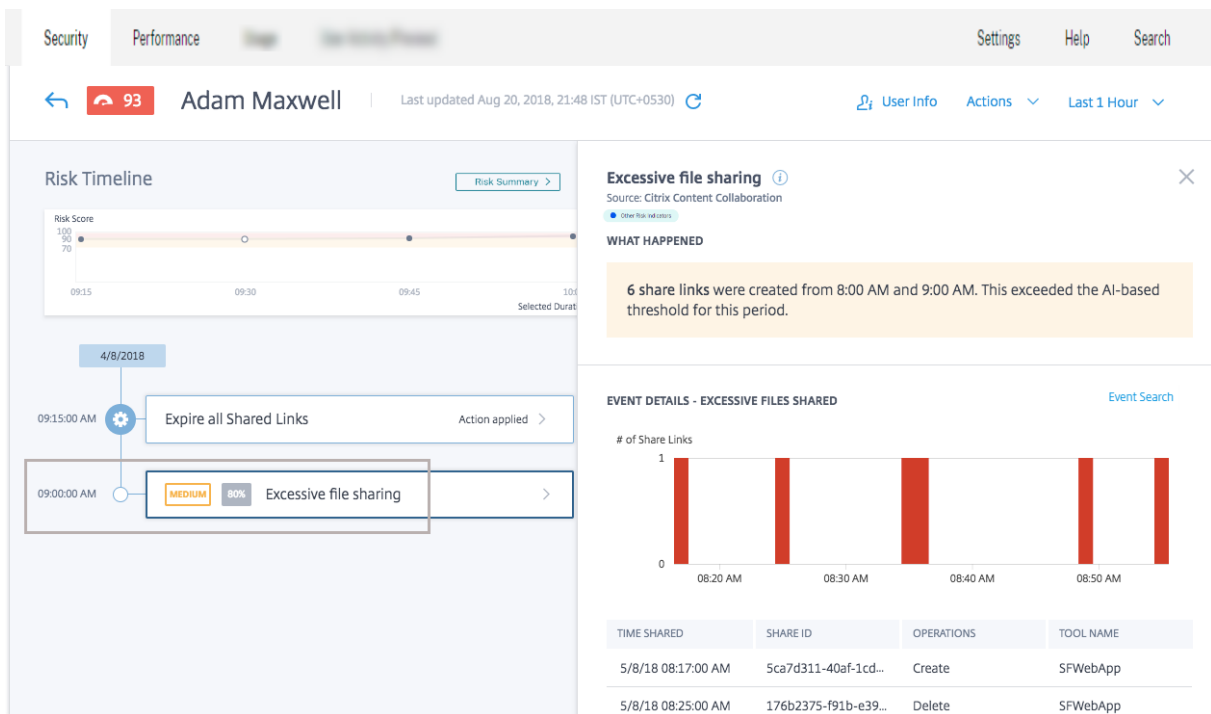 Security Performance Settings Help Search
93 Adam Maxwell Last updated Aug 20, 2018, 21:48 IST (UTC+0530) User Info Actions Last 1 Hour
Risk Timeline
Risk Summary >
Risk Score
100
90
70
09:15 09:30 09:45 10:0
Selected Durat
4/8/2018
09:15:00 AM Expire all Shared Links Action applied >
09:00:00 AM MEDIUM 80% Excessive file sharing >
Excessive file sharing
Source: Citrix Content Collaboration
Other Risk Indicators
WHAT HAPPENED
6 share links were created from 8:00 AM and 9:00 AM. This exceeded the AI-based
threshold for this period.
EVENT DETAILS - EXCESSIVE FILES SHARED Event Search
# of Share Links
1
0
08:20 AM 08:30 AM 08:40 AM 08:50 AM
TIME SHARED SHARE ID OPERATIONS TOOL NAME
5/8/18 08:17:00 AM 5ca7d311-40af-1cd... Create SFWebApp
5/8/18 08:25:00 AM 176b2375-f91b-e39... Delete SFWebApp